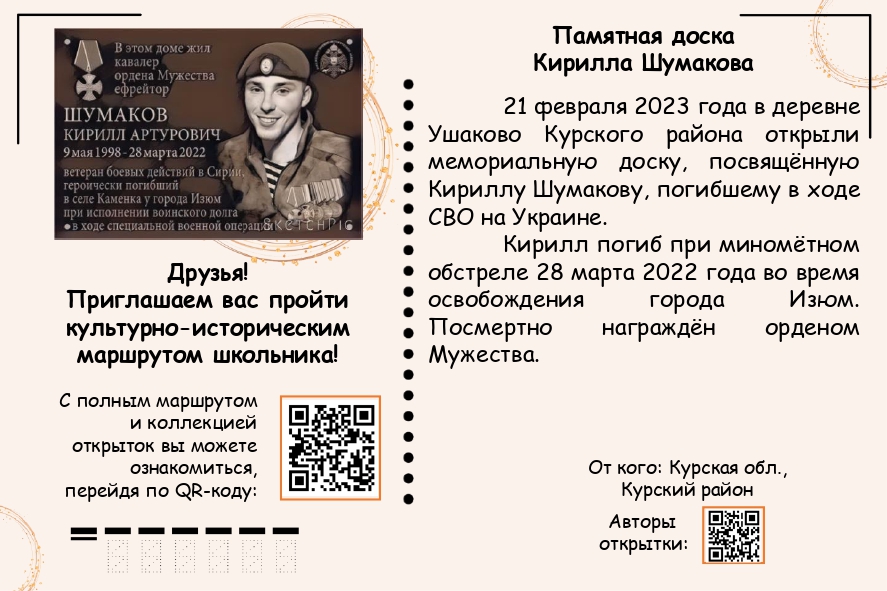 В этом доме жил
кавалер
ордена Мужества
ефрейтор
ШУМАКОВ
КИРИЛЛ АРТУРОВИЧ
9 мая 1998 - 28 марта 2022
ветеран боевых действий в Сирии,
героически погибший
в селе Каменка у города Изюм
при исполнении воинского долга
в ходе специальной военной операции
SKETCHPIC
Друзья!
Приглашаем вас пройти
культурно-историческим
маршрутом школьника!
С полным маршрутом
и коллекцией
открыток вы можете
ознакомиться,
перейдя по QR-коду:
Памятная доска
Кирилла Шумакова
21 февраля 2023 года в деревне
Ушаково Курского района открыли
мемориальную доску, посвящённую
Кириллу Шумакову, погибшему в ходе
СВО на Украине.
Кирилл погиб при миномётном
обстреле 28 марта 2022 года во время
освобождения города Изюм.
Посмертно награждён орденом
Мужества.
От кого: Курская обл.,
Курский район
Авторы
открытки: